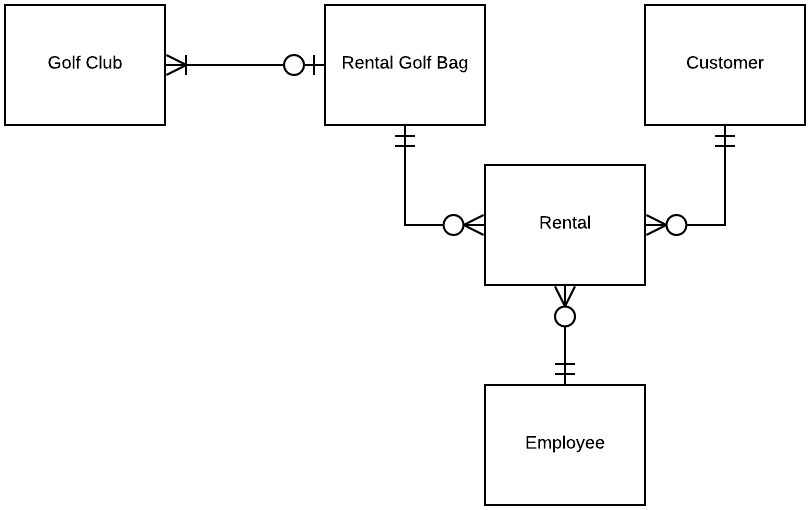 Golf Club
Rental Golf Bag
Customer
Rental
Employee